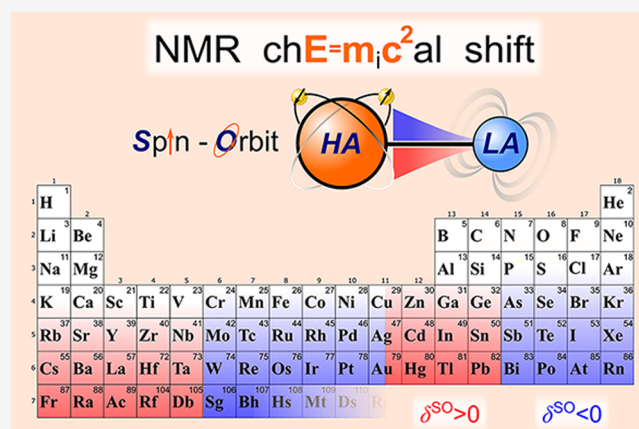 NMR chE=mᵢc²al shift
Spin - Orbit HA LA
1 18
1 H 1 2 13 14 15 16 17 He 2
2 Li 3 Be 4 B 5 C 6 N 7 O 8 F 9 Ne 10
3 Na 11 Mg 12 3 4 5 6 7 8 9 10 11 12 Al 13 Si 14 P 15 S 16 Cl 17 Ar 18
4 K 19 Ca 20 Sc 21 Ti 22 V 23 Cr 24 Mn 25 Fe 26 Co 27 Ni 28 Cu 29 Zn 30 Ga 31 Ge 32 As 33 Se 34 Br 35 Kr 36
5 Rb 37 Sr 38 Y 39 Zr 40 Nb 41 Mo 42 Tc 43 Ru 44 Rh 45 Pd 46 Ag 47 Cd 48 In 49 Sn 50 Sb 51 Te 52 I 53 Xe 54
6 Cs 55 Ba 56 La 57 Hf 72 Ta 73 W 74 Re 75 Os 76 Ir 77 Pt 78 Au 79 Hg 80 Tl 81 Pb 82 Bi 83 Po 84 At 85 Rn 86
7 Fr 87 Ra 88 Ac 89 Rf 104 Db 105 Sg 106 Bh 107 Hs 108 Mt 109 Ds 110
δ^SO>0 δ^SO<0